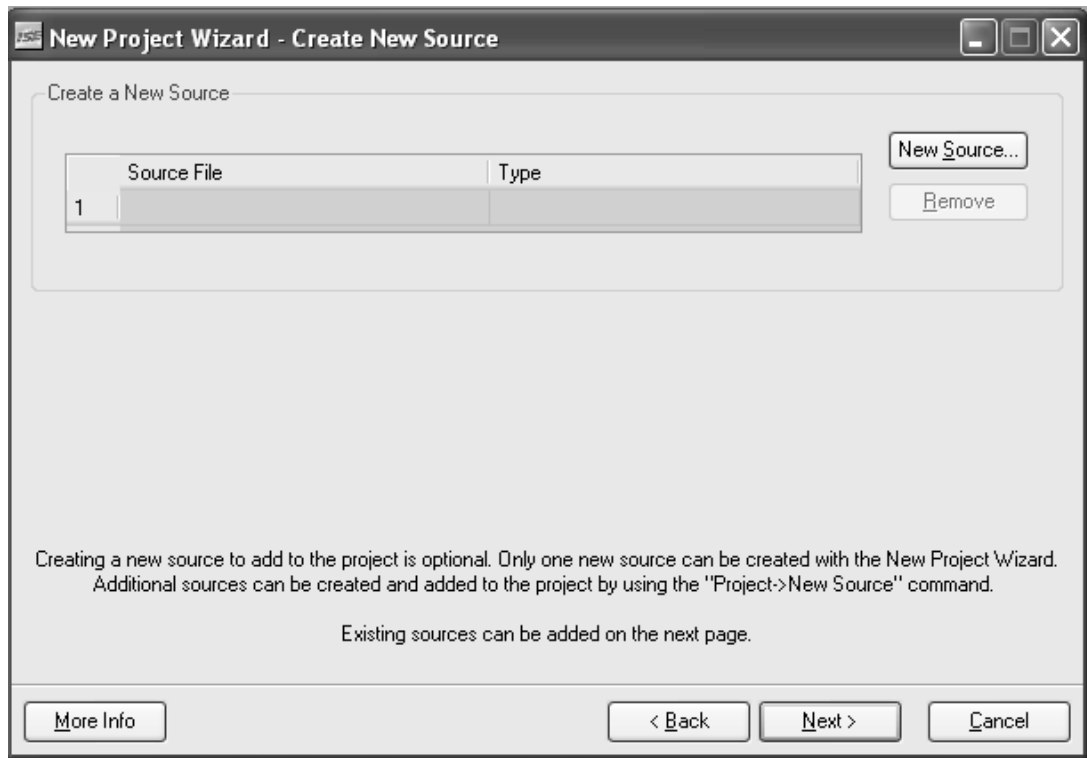 ISE New Project Wizard - Create New Source
Create a New Source
New Source...
Source File Type
Remove
1
Creating a new source to add to the project is optional. Only one new source can be created with the New Project Wizard.
Additional sources can be created and added to the project by using the "Project->New Source" command.
Existing sources can be added on the next page.
More Info < Back Next > Cancel